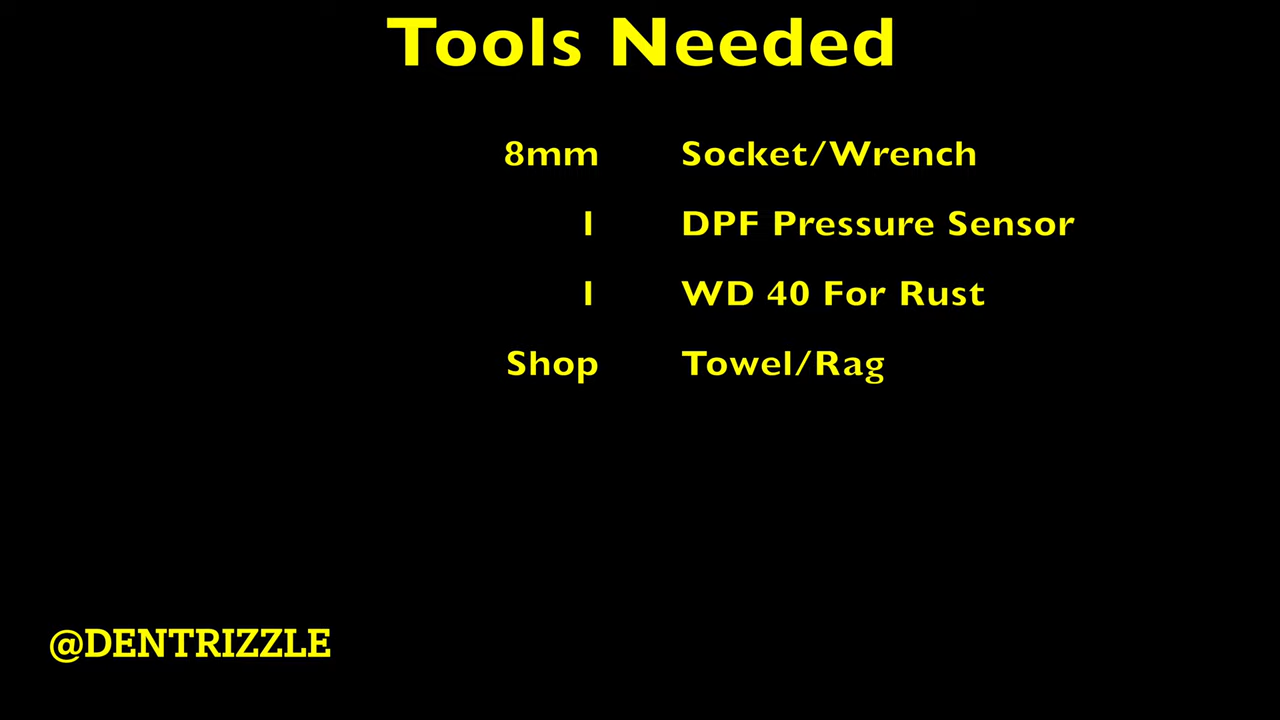 Tools Needed
8mm Socket/Wrench
1 DPF Pressure Sensor
1 WD 40 For Rust
Shop Towel/Rag
@DENTRIZZLE